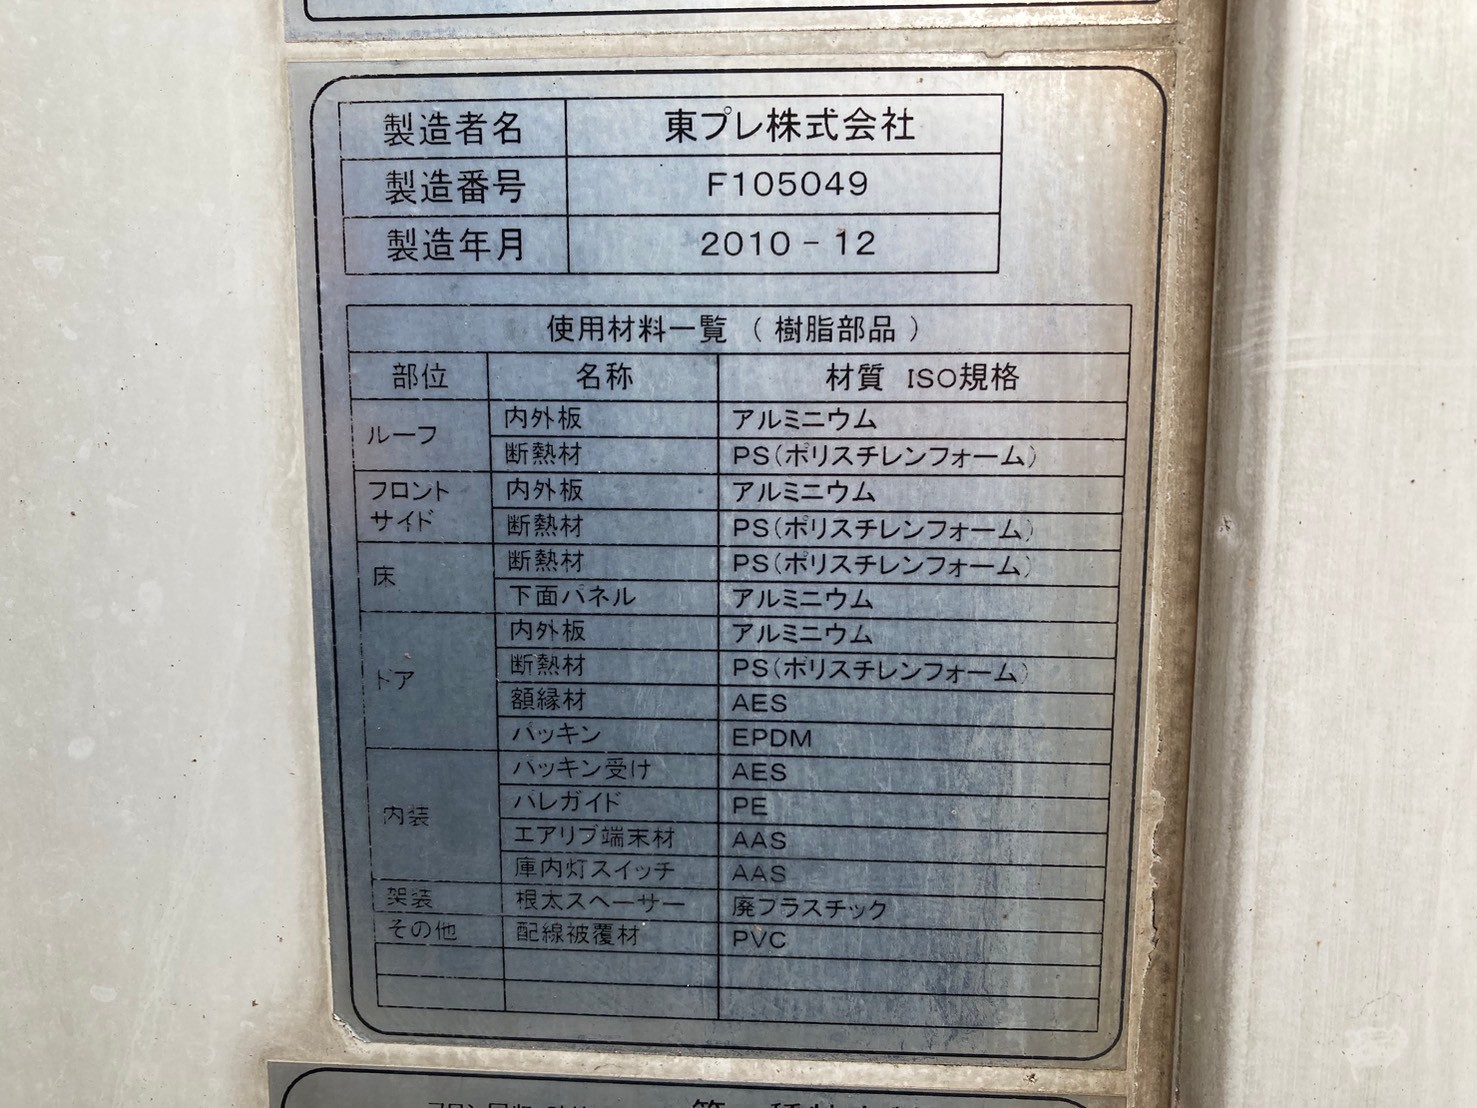 製造者名 東プレ株式会社
製造番号 F105049
製造年月 2010 - 12
使用材料一覧 ( 樹脂部品 )
部位 名称 材質 ISO規格
ルーフ 内外板 アルミニウム
断熱材 PS(ポリスチレンフォーム)
フロント
サイド 内外板 アルミニウム
断熱材 PS(ポリスチレンフォーム)
床 断熱材 PS(ポリスチレンフォーム)
下面パネル アルミニウム
ドア 内外板 アルミニウム
断熱材 PS(ポリスチレンフォーム)
額縁材 AES
パッキン EPDM
内装 パッキン受け AES
パレガイド PE
エアリブ端末材 AAS
庫内灯スイッチ AAS
架装 根太スペーサー 廃プラスチック
その他 配線被覆材 PVC